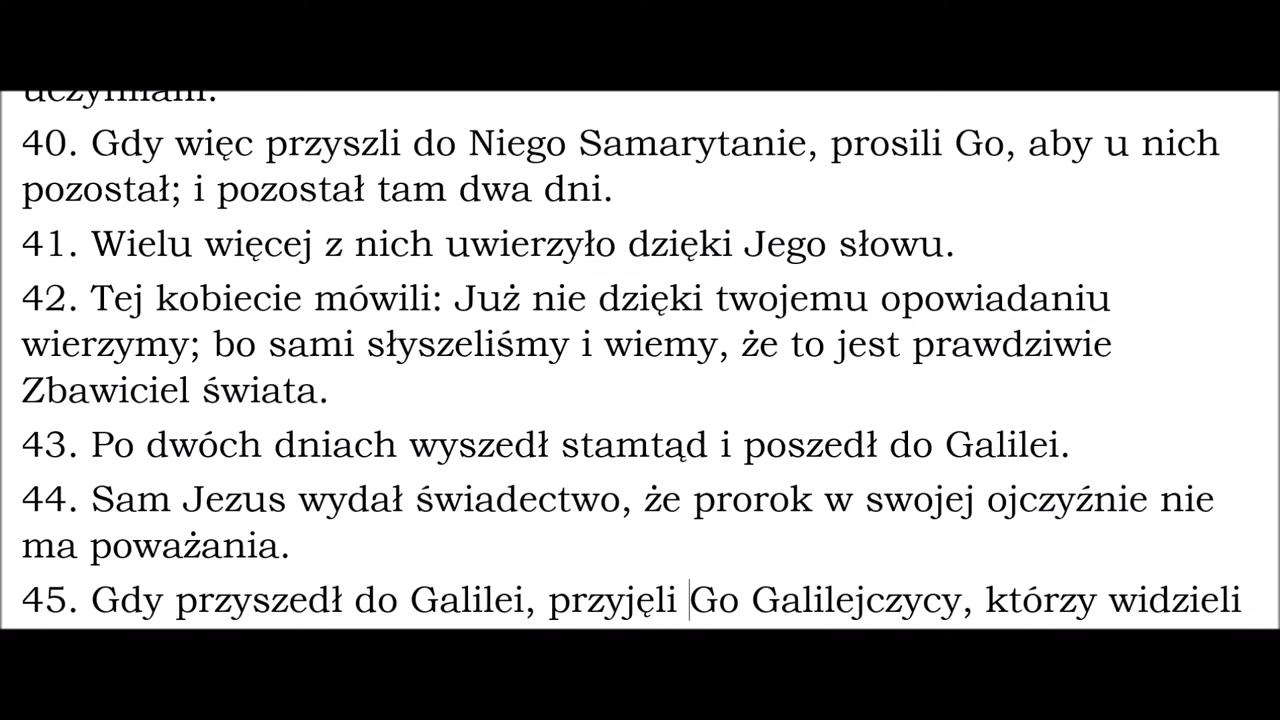 uczyniłam.
40. Gdy więc przyszli do Niego Samarytanie, prosili Go, aby u nich
pozostał; i pozostał tam dwa dni.
41. Wielu więcej z nich uwierzyło dzięki Jego słowu.
42. Tej kobiecie mówili: Już nie dzięki twojemu opowiadaniu
wierzymy; bo sami słyszeliśmy i wiemy, że to jest prawdziwie
Zbawiciel świata.
43. Po dwóch dniach wyszedł stamtąd i poszedł do Galilei.
44. Sam Jezus wydał świadectwo, że prorok w swojej ojczyźnie nie
ma poważania.
45. Gdy przyszedł do Galilei, przyjęli Go Galilejczycy, którzy widzieli